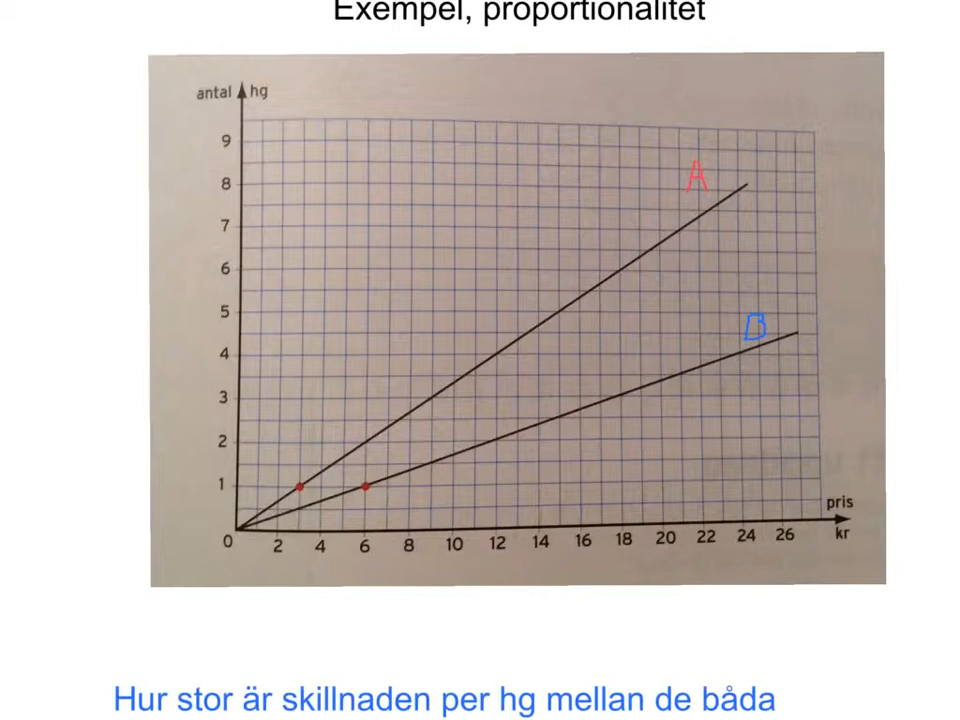 Exempel, proportionalitet
antal hg
9
8
7
6
5
4
3
2
1
A
B
pris
kr
0 2 4 6 8 10 12 14 16 18 20 22 24 26
Hur stor är skillnaden per hg mellan de båda